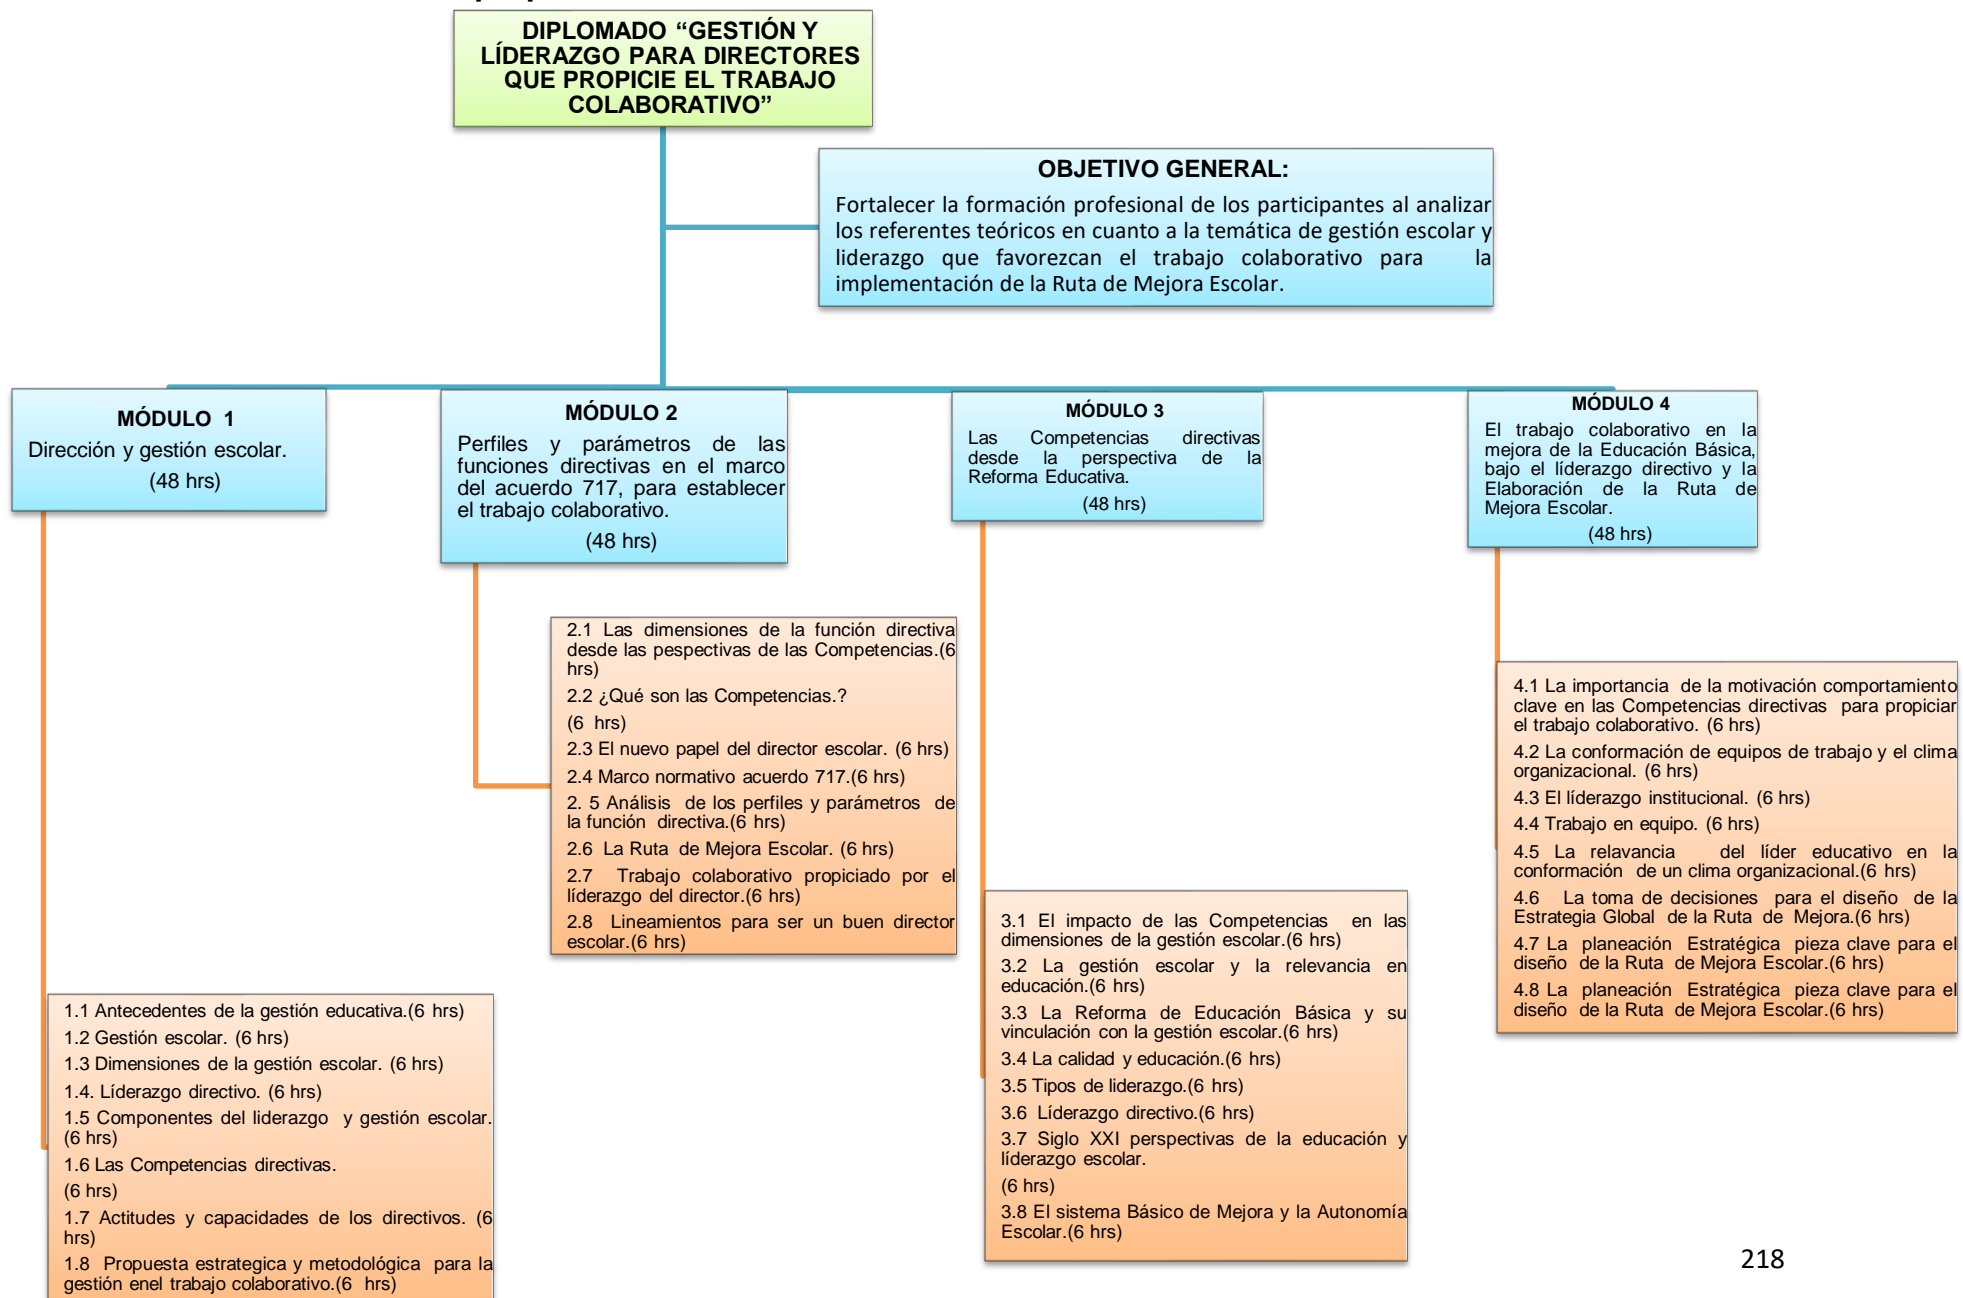 DIPLOMADO “GESTIÓN Y
LÍDERAZGO PARA DIRECTORES
QUE PROPICIE EL TRABAJO
COLABORATIVO”
OBJETIVO GENERAL:
Fortalecer la formación profesional de los participantes al analizar
los referentes teóricos en cuanto a la temática de gestión escolar y
liderazgo que favorezcan el trabajo colaborativo para la
implementación de la Ruta de Mejora Escolar.
MÓDULO 1
Dirección y gestión escolar.
(48 hrs)
MÓDULO 2
Perfiles y parámetros de las
funciones directivas en el marco
del acuerdo 717, para establecer
el trabajo colaborativo.
(48 hrs)
MÓDULO 3
Las Competencias directivas
desde la perspectiva de la
Reforma Educativa.
(48 hrs)
MÓDULO 4
El trabajo colaborativo en la
mejora de la Educación Básica,
bajo el líderazgo directivo y la
Elaboración de la Ruta de
Mejora Escolar.
(48 hrs)
1.1 Antecedentes de la gestión educativa.(6 hrs)
1.2 Gestión escolar. (6 hrs)
1.3 Dimensiones de la gestión escolar. (6 hrs)
1.4. Líderazgo directivo. (6 hrs)
1.5 Componentes del liderazgo y gestión escolar.
(6 hrs)
1.6 Las Competencias directivas.
(6 hrs)
1.7 Actitudes y capacidades de los directivos. (6
hrs)
1.8 Propuesta estrategica y metodológica para la
gestión enel trabajo colaborativo.(6 hrs)
2.1 Las dimensiones de la función directiva
desde las pespectivas de las Competencias.(6
hrs)
2.2 ¿Qué son las Competencias.?
(6 hrs)
2.3 El nuevo papel del director escolar. (6 hrs)
2.4 Marco normativo acuerdo 717.(6 hrs)
2. 5 Análisis de los perfiles y parámetros de
la función directiva.(6 hrs)
2.6 La Ruta de Mejora Escolar. (6 hrs)
2.7 Trabajo colaborativo propiciado por el
líderazgo del director.(6 hrs)
2.8 Lineamientos para ser un buen director
escolar.(6 hrs)
3.1 El impacto de las Competencias en las
dimensiones de la gestión escolar.(6 hrs)
3.2 La gestión escolar y la relevancia en
educación.(6 hrs)
3.3 La Reforma de Educación Básica y su
vinculación con la gestión escolar.(6 hrs)
3.4 La calidad y educación.(6 hrs)
3.5 Tipos de liderazgo.(6 hrs)
3.6 Líderazgo directivo.(6 hrs)
3.7 Siglo XXI perspectivas de la educación y
líderazgo escolar.
(6 hrs)
3.8 El sistema Básico de Mejora y la Autonomía
Escolar.(6 hrs)
4.1 La importancia de la motivación comportamiento
clave en las Competencias directivas para propiciar
el trabajo colaborativo. (6 hrs)
4.2 La conformación de equipos de trabajo y el clima
organizacional. (6 hrs)
4.3 El líderazgo institucional. (6 hrs)
4.4 Trabajo en equipo. (6 hrs)
4.5 La relavancia del líder educativo en la
conformación de un clima organizacional.(6 hrs)
4.6 La toma de decisiones para el diseño de la
Estrategia Global de la Ruta de Mejora.(6 hrs)
4.7 La planeación Estratégica pieza clave para el
diseño de la Ruta de Mejora Escolar.(6 hrs)
4.8 La planeación Estratégica pieza clave para el
diseño de la Ruta de Mejora Escolar.(6 hrs)
218